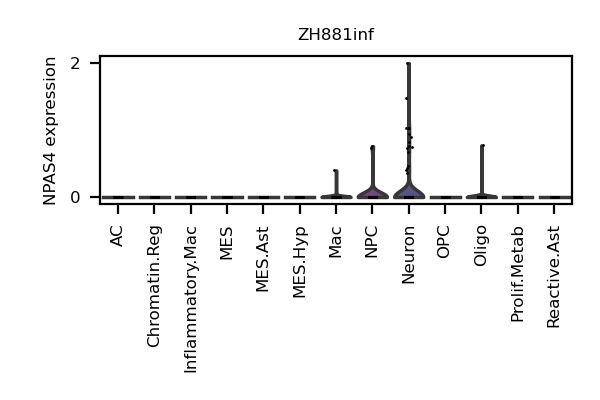 ZH881inf
NPAS4 expression
2
0
AC
Chromatin.Reg
Inflammatory.Mac
MES
MES.Ast
MES.Hyp
Mac
NPC
Neuron
OPC
Oligo
Prolif.Metab
Reactive.Ast